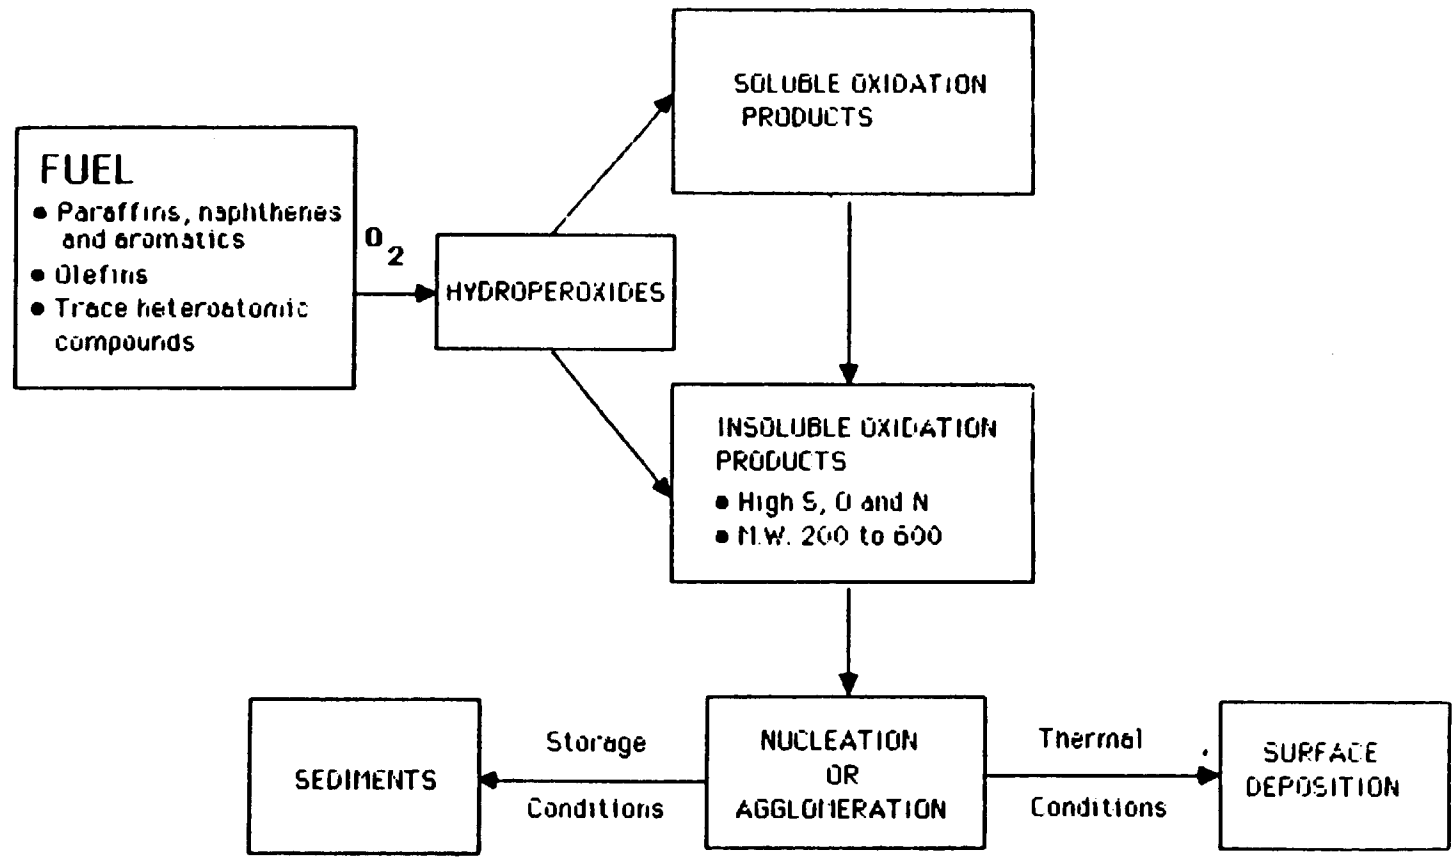 SOLUBLE OXIDATION
PRODUCTS
FUEL
• Paraffins, naphthenes
and aromatics
• Olefins
• Trace heteroatomic
compounds
O2
HYDROPEROXIDES
INSOLUBLE OXIDATION
PRODUCTS
• High S, O and N
• M.W. 200 to 600
SEDIMENTS
Storage
Conditions
NUCLEATION
OR
AGGLOMERATION
Thermal
Conditions
SURFACE
DEPOSITION